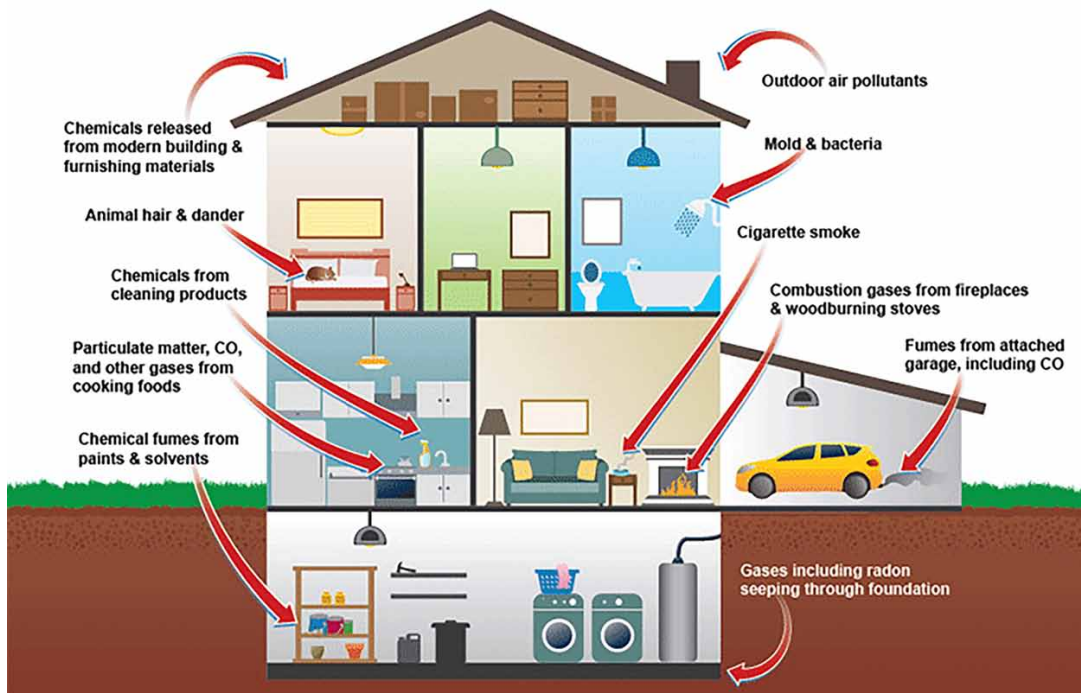 Chemicals released
from modern building &
furnishing materials
Animal hair & dander
Chemicals from
cleaning products
Particulate matter, CO,
and other gases from
cooking foods
Chemical fumes from
paints & solvents
Outdoor air pollutants
Mold & bacteria
Cigarette smoke
Combustion gases from fireplaces
& woodburning stoves
Fumes from attached
garage, including CO
Gases including radon
seeping through foundation